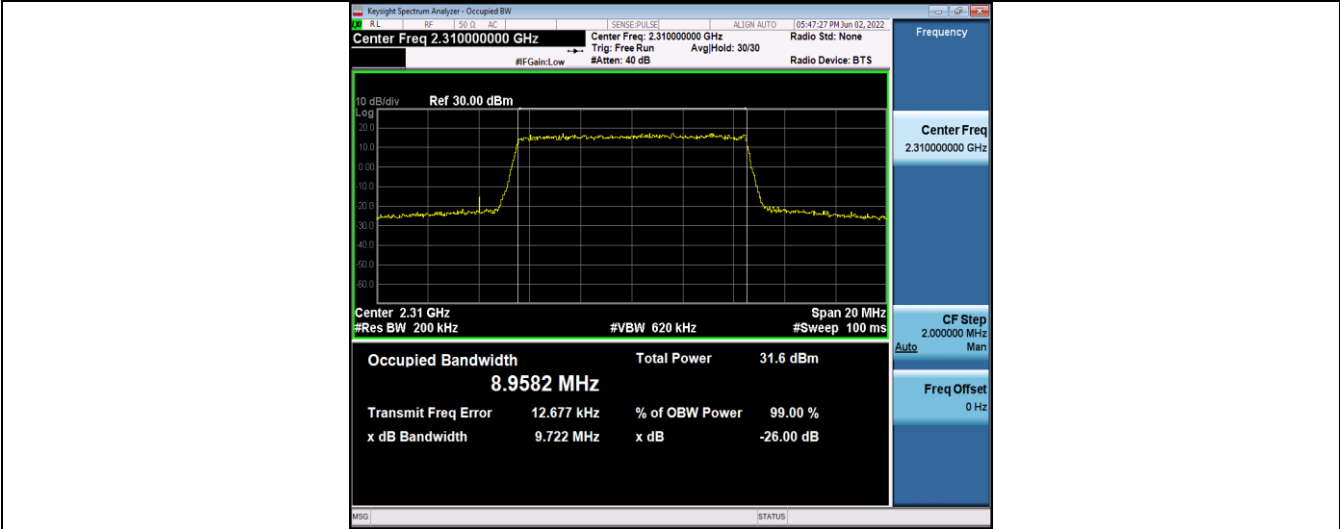 Keysight Spectrum Analyzer - Occupied BW
RL RF 50 Ω AC SENSE:PULSE ALIGN AUTO 05:47:27 PM Jun 02, 2022
Center Freq 2.310000000 GHz
Center Freq: 2.310000000 GHz
Radio Std: None
Trig: Free Run Avg|Hold: 30/30
#IFGain:Low
#Atten: 40 dB
Radio Device: BTS
10 dB/div Ref 30.00 dBm
Log
20.0
10.0
0.00
-10.0
-20.0
-30.0
-40.0
-50.0
-60.0
Center 2.31 GHz Span 20 MHz
#Res BW 200 kHz #VBW 620 kHz #Sweep 100 ms
Occupied Bandwidth Total Power 31.6 dBm
8.9582 MHz
Transmit Freq Error 12.677 kHz % of OBW Power 99.00 %
x dB Bandwidth 9.722 MHz x dB -26.00 dB
MSG STATUS
Frequency
Center Freq
2.310000000 GHz
CF Step
2.000000 MHz
Auto Man
Freq Offset
0 Hz